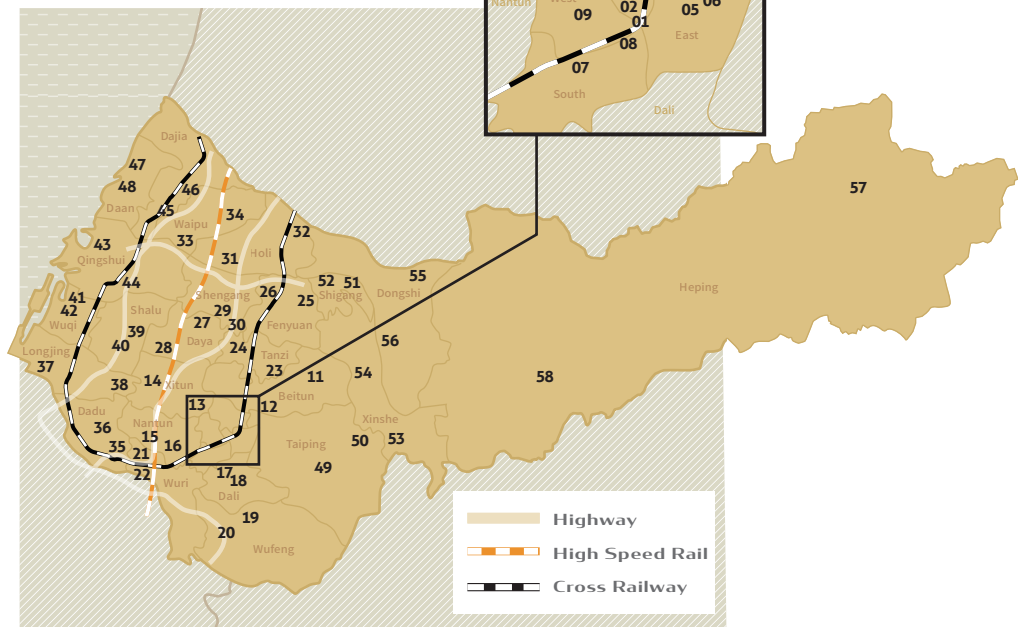 Nantun
West
09
02
01
05
06
East
08
07
South
Dali
Dajia
47
48
46
Daan
45
34
57
Waipu
43
33
32
Qingshui
31
Holi
55
44
52
51
Heping
41
Shengang
26
Shigang
Dongshi
42
25
Wuqi
Shalu
29
27
30
Fenyuan
39
Daya
56
40
28
24
Longjing
Tanzi
37
23
11
54
58
38
14
Xitun
Beitun
13
12
Dadu
36
Nantun
Xinshe
15
16
Taiping
50
53
35
21
49
22
17
18
Wuri
Dali
19
20
Wufeng
Highway
High Speed Rail
Cross Railway